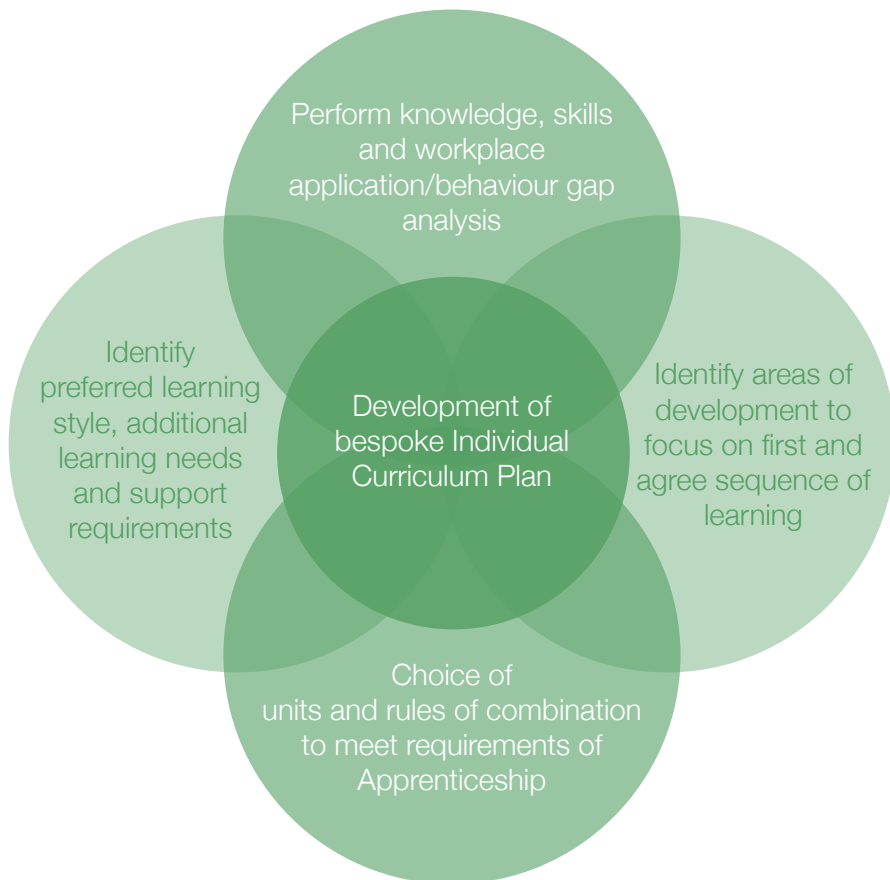 Perform knowledge, skills
and workplace
application/behaviour gap
analysis
Identify
preferred learning
style, additional
learning needs
and support
requirements
Development of
bespoke Individual
Curriculum Plan
Identify areas of
development to
focus on first and
agree sequence of
learning
Choice of
units and rules of combination
to meet requirements of
Apprenticeship